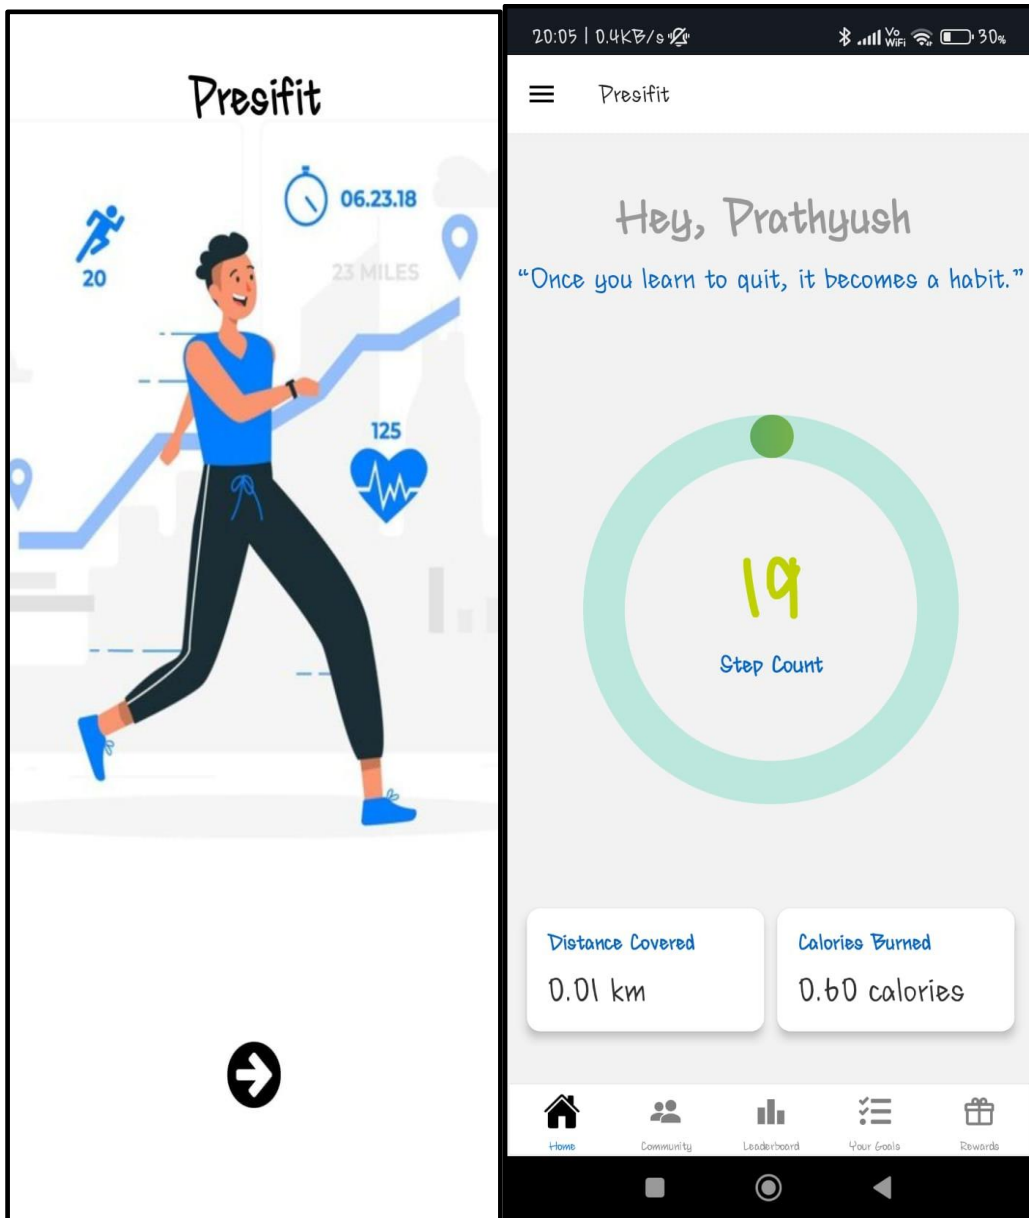 Presifit
06.23.18
20
23 MILES
125
20:05 | 0.4KB/s
Vo WiFi
30%
Presifit
Hey, Prathyush
“Once you learn to quit, it becomes a habit.”
19
Step Count
Distance Covered
0.01 km
Calories Burned
0.60 calories
Home
Community
Leaderboard
Your Goals
Rewards